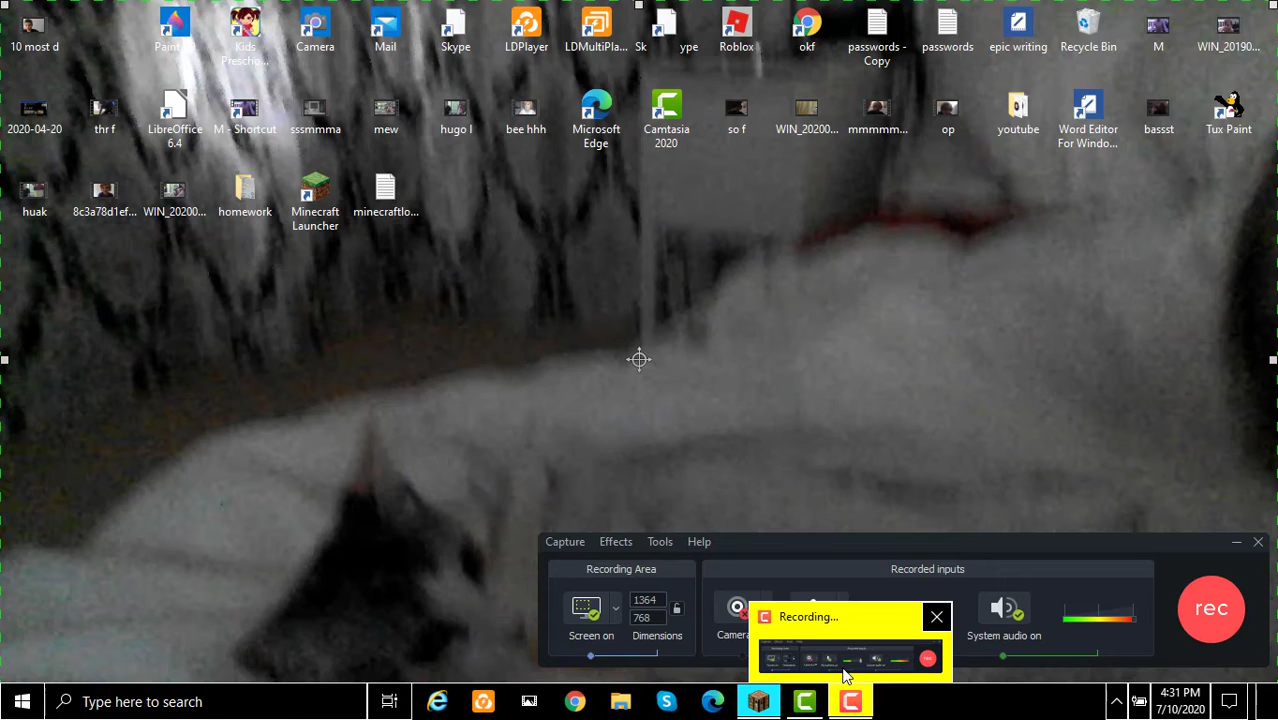 10 most d
Paint...
Kids
Prescho...
Camera
Mail
Skype
LDPlayer
LDMultiPla...
Sk ype
Roblox
okf
passwords -
Copy
passwords
epic writing
Recycle Bin
M
WIN_20190...
2020-04-20
thr f
LibreOffice
6.4
M - Shortcut
sssmmma
mew
hugo l
bee hhh
Microsoft
Edge
Camtasia
2020
so f
WIN_20200...
mmmmm...
op
youtube
Word Editor
For Windo...
bassst
Tux Paint
huak
8c3a78d1ef...
WIN_20200...
homework
Minecraft
Launcher
minecraftlo...
Capture Effects Tools Help
Recording Area
Recorded inputs
1364
768
Screen on
Dimensions
Camera
System audio on
rec
Recording...
Type here to search
4:31 PM
7/10/2020